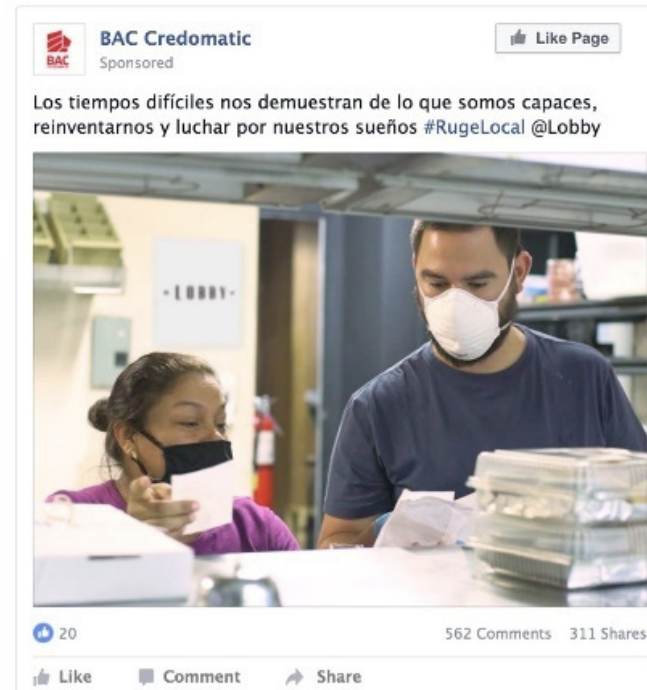 BAC Credomatic
Like Page
BAC
Sponsored
Los tiempos difíciles nos demuestran de lo que somos capaces,
reinventarnos y luchar por nuestros sueños #RugeLocal @Lobby
- LOBBY -
20
562 Comments 311 Shares
Like Comment Share